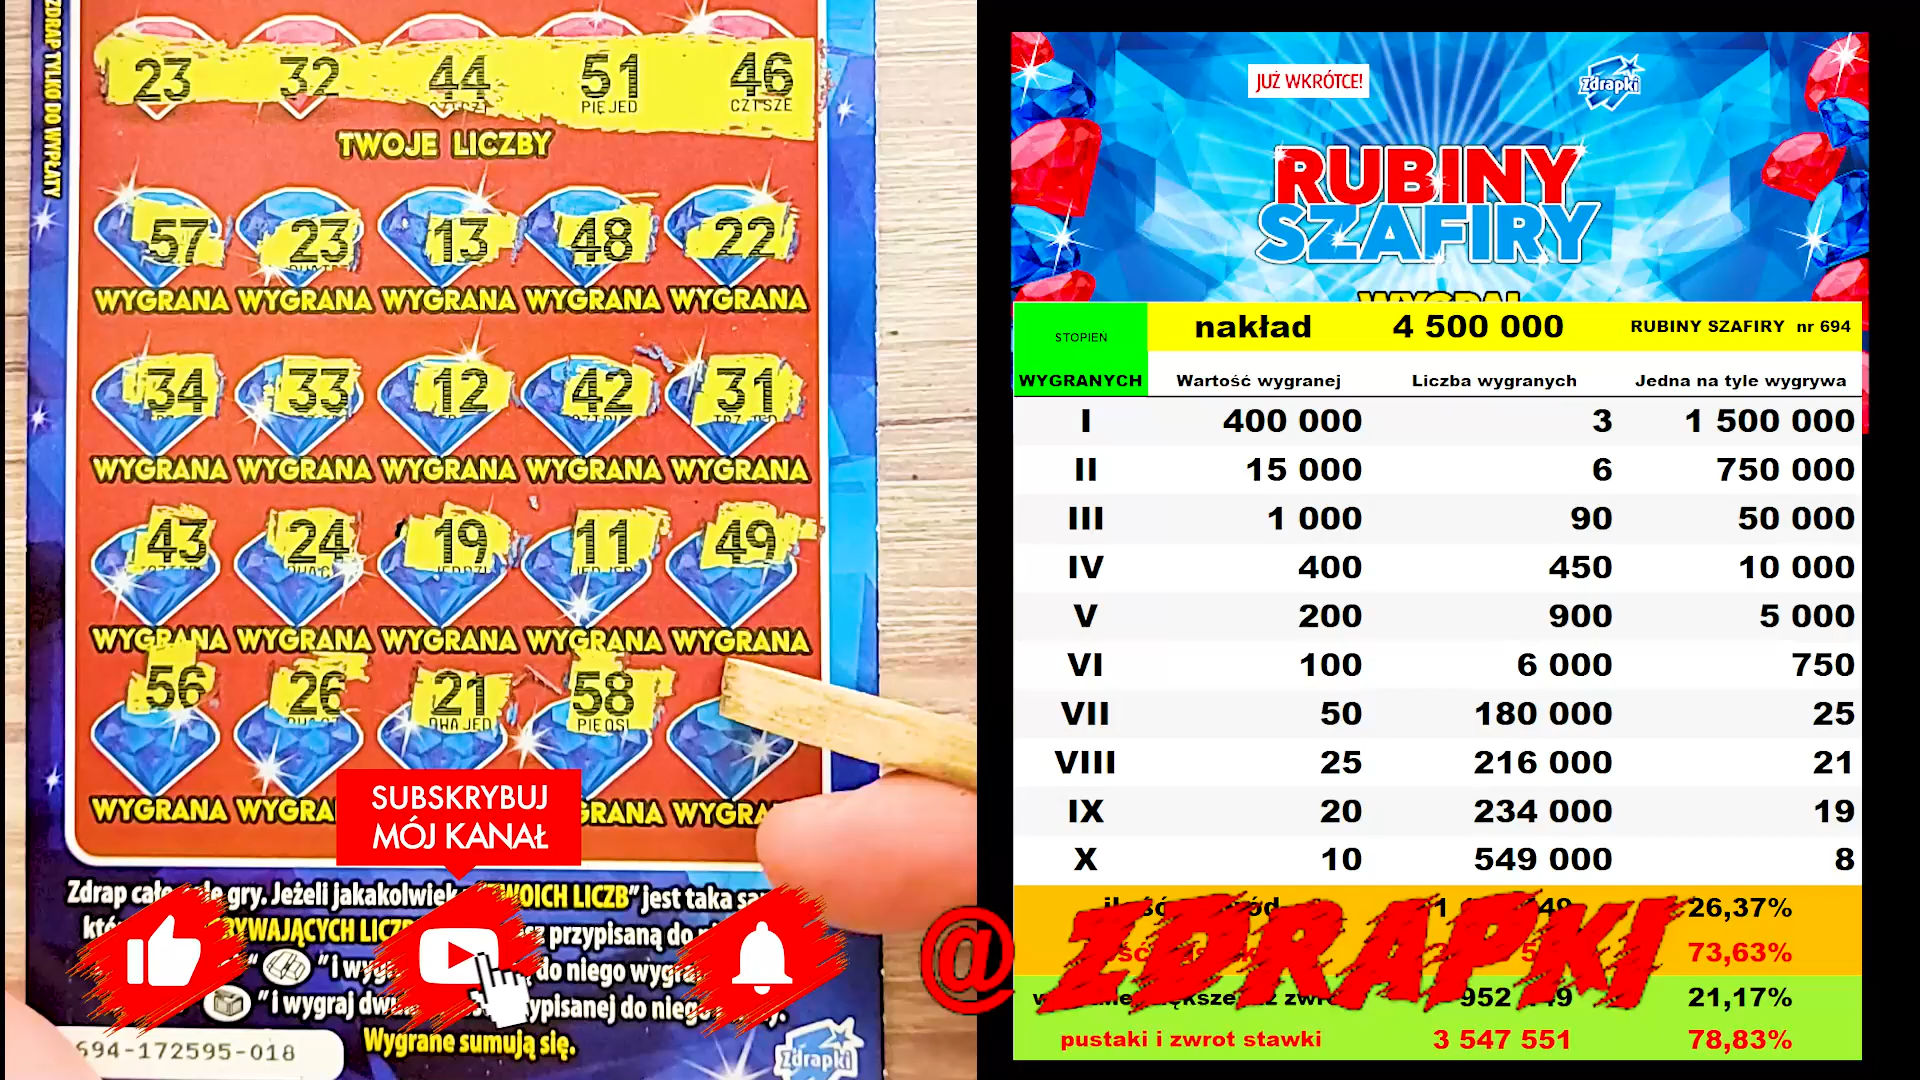 ZDRAP TYLKO DO WYPŁATY
23 32 44 51 46
PIĘJED CZTSZE
TWOJE LICZBY
57 23 13 48 22
WYGRANA WYGRANA WYGRANA WYGRANA WYGRANA
34 33 12 42 31
WYGRANA WYGRANA WYGRANA WYGRANA WYGRANA
43 24 19 11 49
WYGRANA WYGRANA WYGRANA WYGRANA WYGRANA
56 26 21 58
DWAJED PIĘOSI
WYGRANA
SUBSKRYBUJ
MÓJ KANAŁ
Zdrap gry. Jeżeli jakakolwiek LICZB" jest taka
przypisaną do
" i do niego
" i wygraj do niego
Wygrane sumują się.
694-172595-018
Zdrapki
JUŻ WKRÓTCE!
Zdrapki
RUBINY
SZAFIRY
STOPIEŃ
WYGRANYCH
nakład 4 500 000 RUBINY SZAFIRY nr 694
Wartość wygranej Liczba wygranych Jedna na tyle wygrywa
I 400 000 3 1 500 000
II 15 000 6 750 000
III 1 000 90 50 000
IV 400 450 10 000
V 200 900 5 000
VI 100 6 000 750
VII 50 180 000 25
VIII 25 216 000 21
IX 20 234 000 19
X 10 549 000 8
26,37%
73,63%
21,17%
pustaki i zwrot stawki 3 547 551 78,83%
@ZDRAPKI